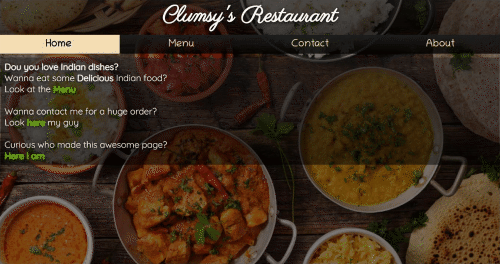 Clumsy's Restaurant
Home Menu Contact About
Dou you love Indian dishes?
Wanna eat some Delicious Indian food?
Look at the Menu
Wanna contact me for a huge order?
Look here my guy
Curious who made this awesome page?
Here I am